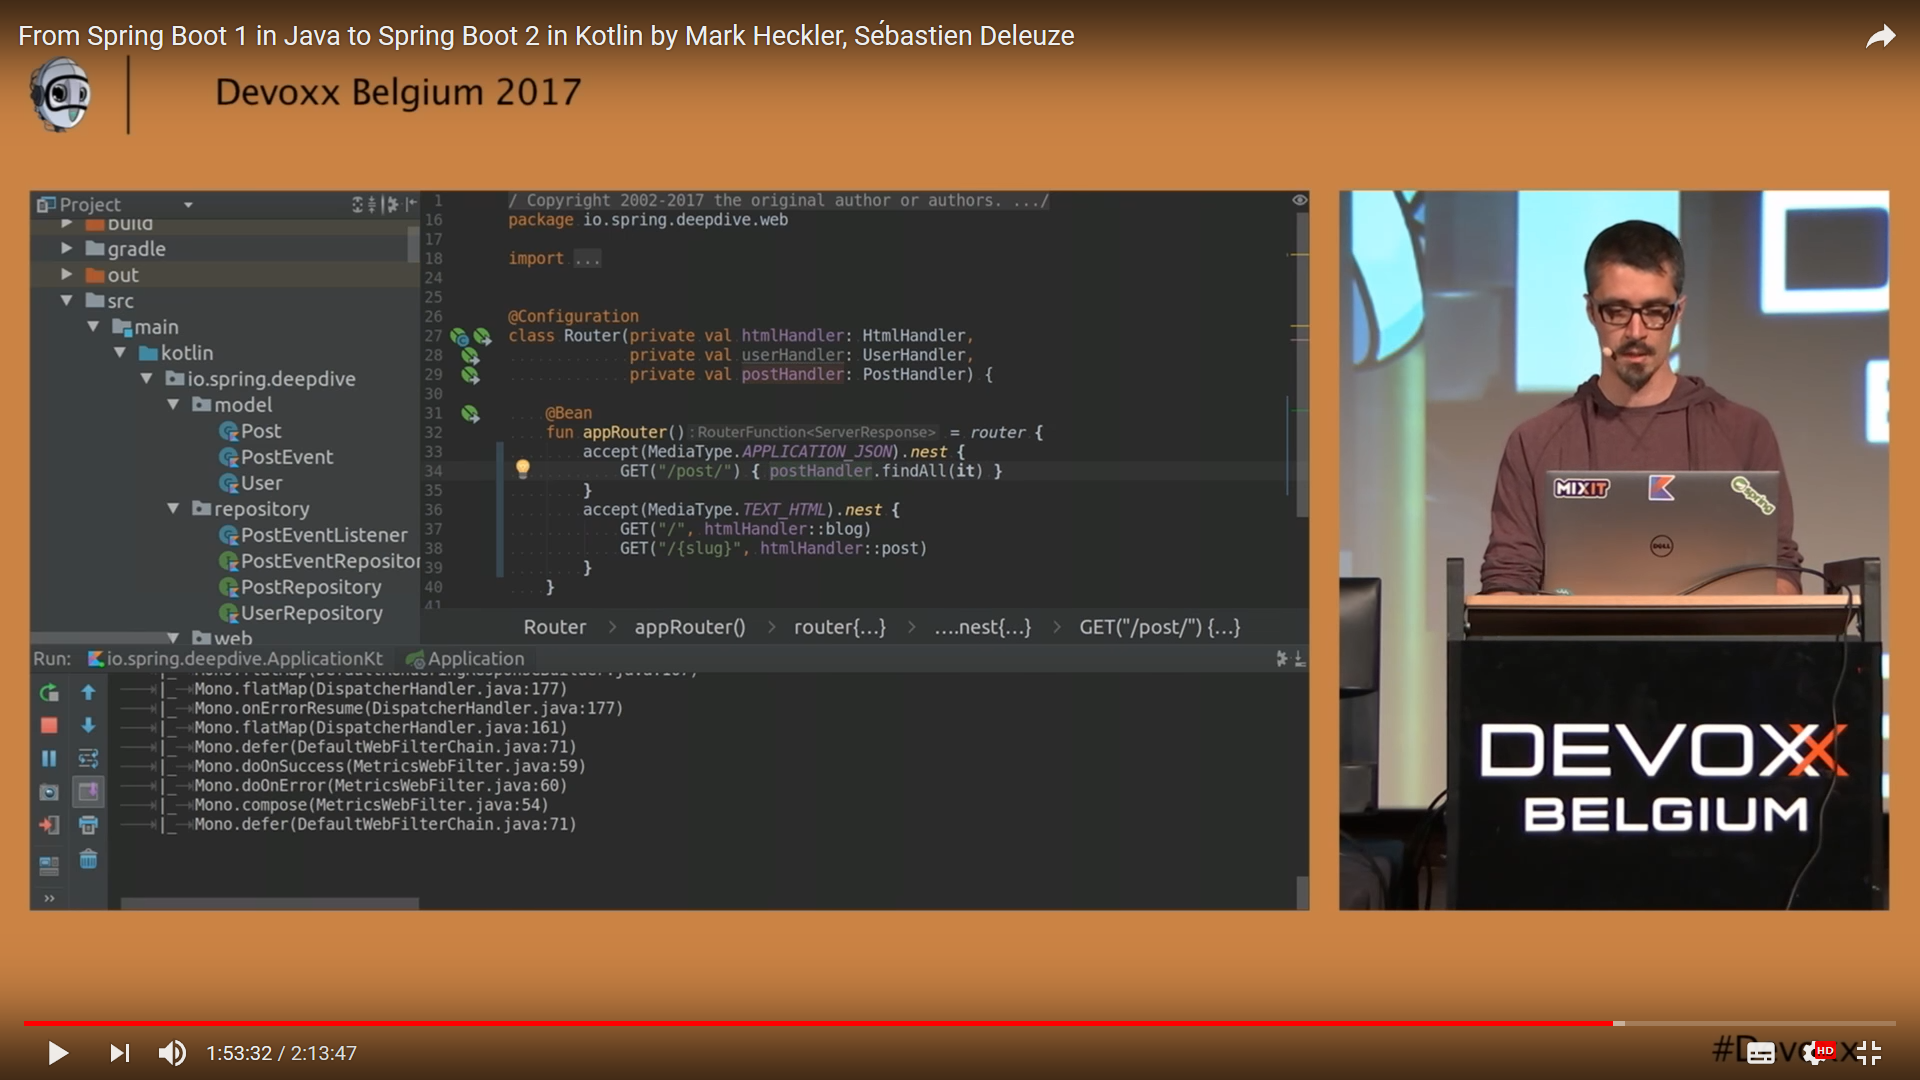 From Spring Boot 1 in Java to Spring Boot 2 in Kotlin by Mark Heckler, Sébastien Deleuze
Devoxx Belgium 2017
Project
build
gradle
out
src
main
kotlin
io.spring.deepdive
model
Post
PostEvent
User
repository
PostEventListener
PostEventRepositor
PostRepository
UserRepository
web
1 / Copyright 2002-2017 the original author or authors. .../
16 package io.spring.deepdive.web
17
18 import ...
24
25
26 @Configuration
27 class Router(private val htmlHandler: HtmlHandler,
28 private val userHandler: UserHandler,
29 private val postHandler: PostHandler) {
30
31 @Bean
32 fun appRouter() : RouterFunction<ServerResponse> = router {
33 accept(MediaType.APPLICATION_JSON).nest {
34 GET("/post/") { postHandler.findAll(it) }
35 }
36 accept(MediaType.TEXT_HTML).nest {
37 GET("/", htmlHandler::blog)
38 GET("/{slug}", htmlHandler::post)
39 }
40 }
41
Router > appRouter() > router{...} > ....nest{...} > GET("/post/") {...}
Run: io.spring.deepdive.ApplicationKt Application
|_ Mono.flatMap(DispatcherHandler.java:177)
|_ Mono.onErrorResume(DispatcherHandler.java:177)
|_ Mono.flatMap(DispatcherHandler.java:161)
|_ Mono.defer(DefaultWebFilterChain.java:71)
|_ Mono.doOnSuccess(MetricsWebFilter.java:59)
|_ Mono.doOnError(MetricsWebFilter.java:60)
|_ Mono.compose(MetricsWebFilter.java:54)
|_ Mono.defer(DefaultWebFilterChain.java:71)
MIXIT
spring
DELL
DEVOXX
BELGIUM
1:53:32 / 2:13:47
#Devoxx
HD